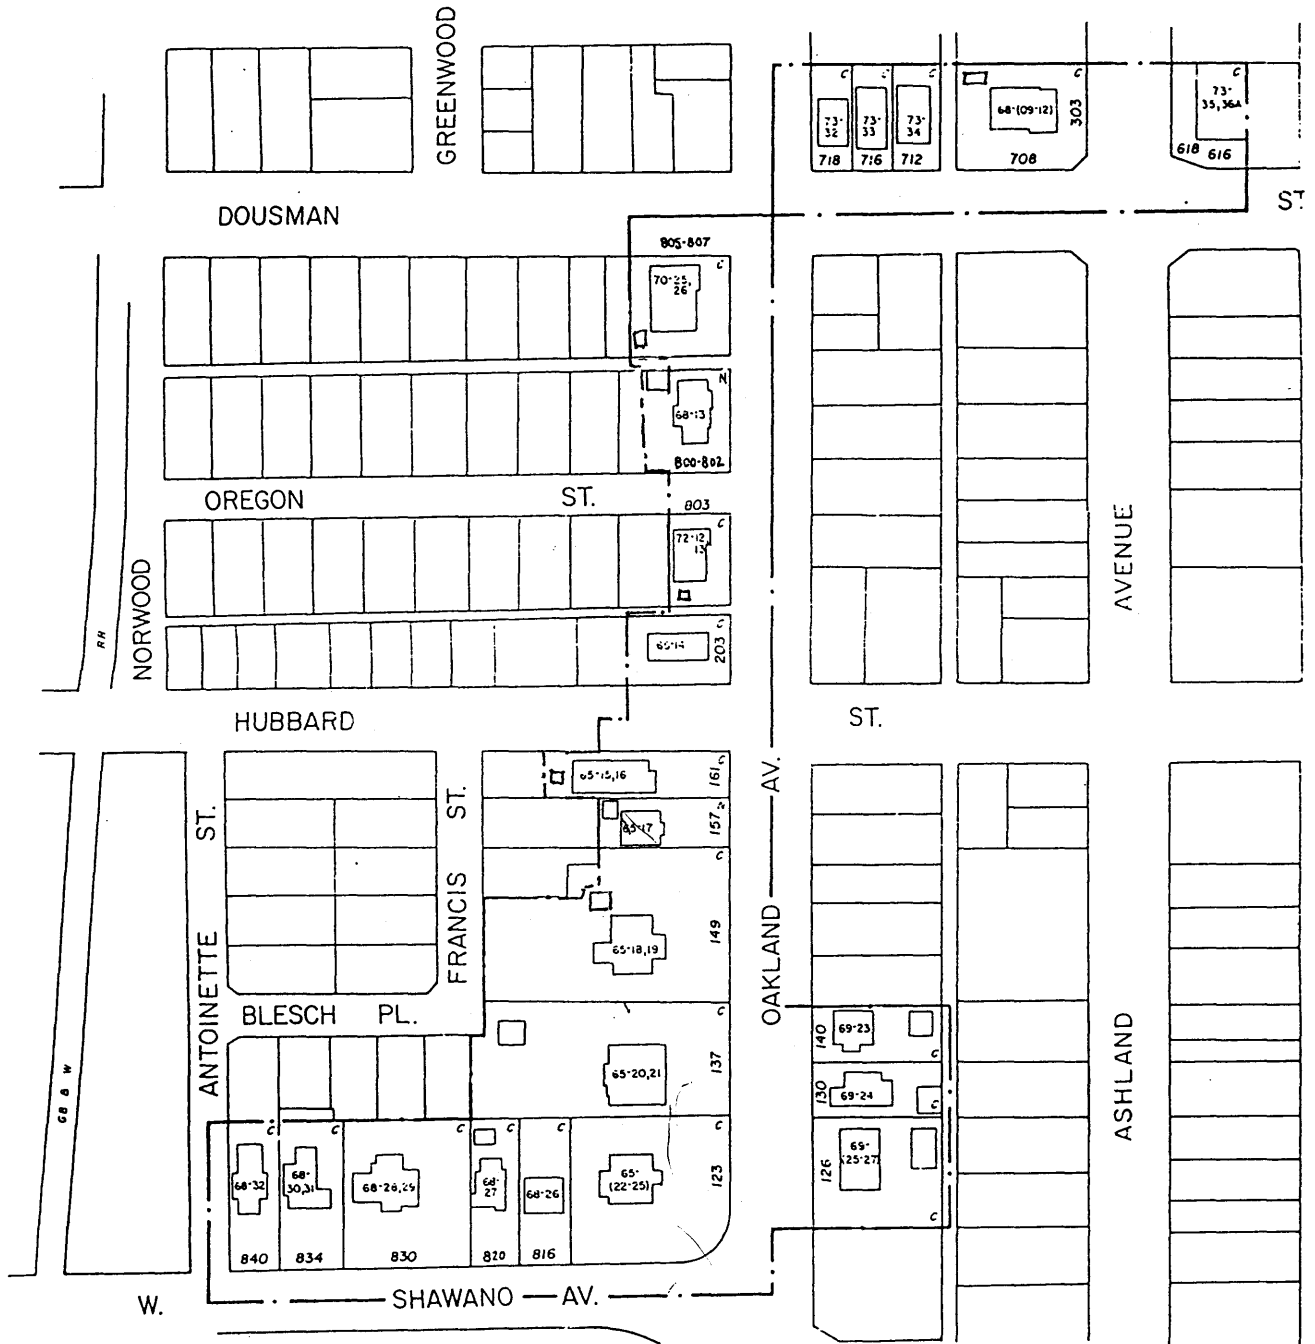 GREENWOOD
C
C
C
C
C
73-32
73-33
73-34
68-(09-12)
303
73-35,36A
718
716
712
708
618
616
DOUSMAN
ST.
805-807
C
70-25,26
N
68-13
800-802
OREGON
ST.
803
C
72-12,13
C
203
NORWOOD
RR
HUBBARD
ST.
AVENUE
AV.
C
65-15,16
161
157
65-17
C
ST.
ST.
149
65-18,19
ANTOINETTE
FRANCIS
OAKLAND
BLESCH PL.
C
137
65-20,21
69-23
140
C
130
69-24
C
ASHLAND
GB & W
C
C
C
C
C
C
68-32
68-30,31
68-28,29
68-27
68-26
65-(22-25)
123
126
69-(25-27)
C
840
834
830
820
816
W. SHAWANO AV.